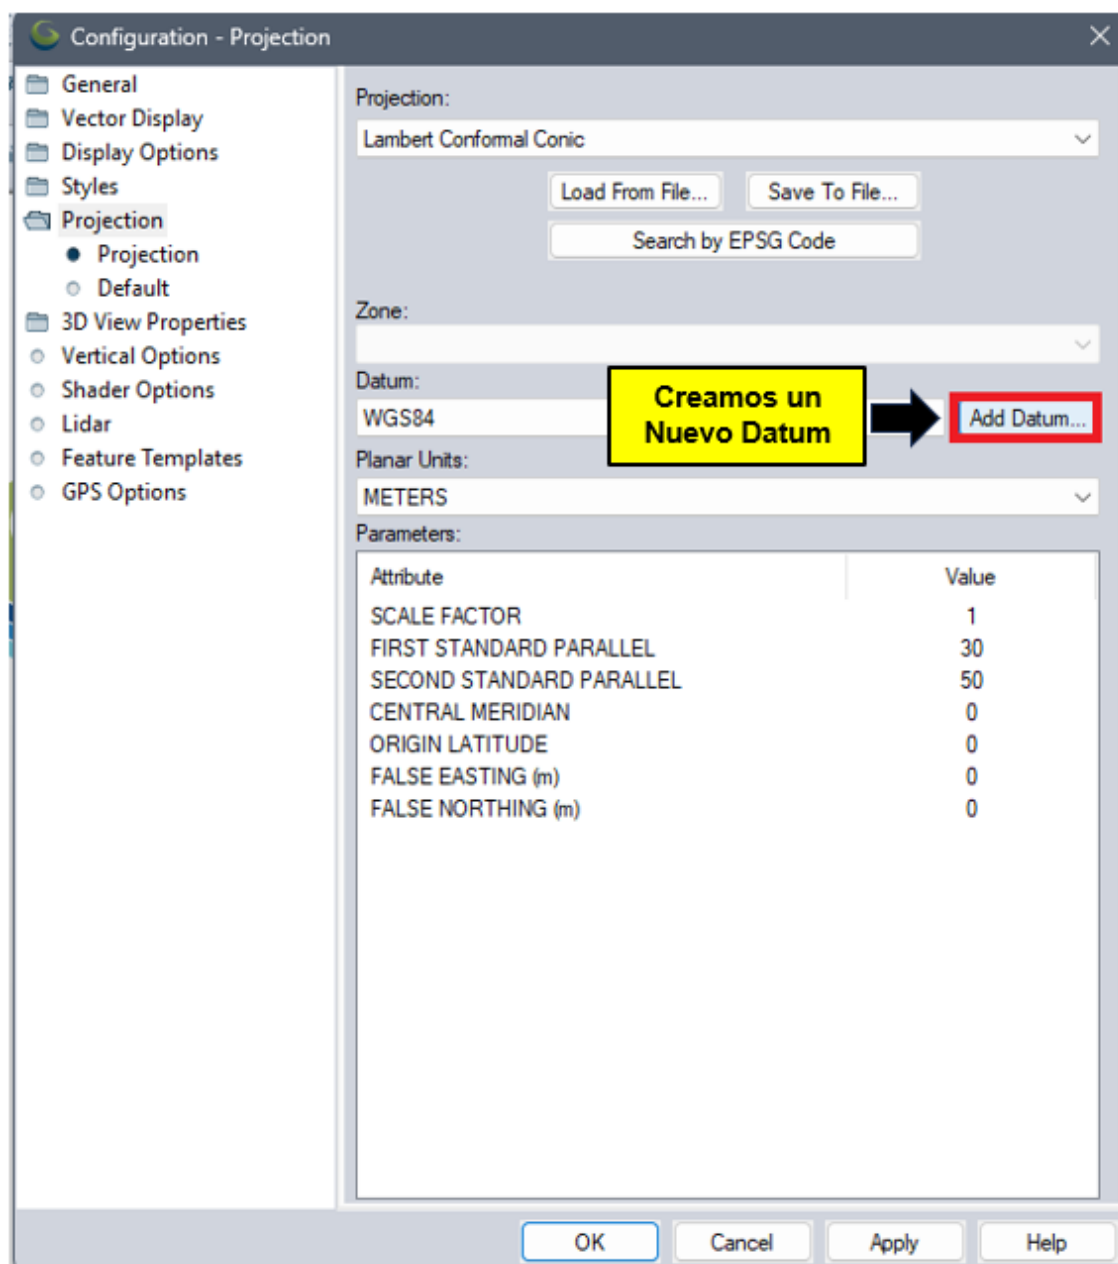 Configuration - Projection
General
Vector Display
Display Options
Styles
Projection
Projection
Default
3D View Properties
Vertical Options
Shader Options
Lidar
Feature Templates
GPS Options
Projection:
Lambert Conformal Conic
Load From File... Save To File...
Search by EPSG Code
Zone:
Datum:
WGS84
Creamos un
Nuevo Datum
Add Datum...
Planar Units:
METERS
Parameters:
Attribute Value
SCALE FACTOR 1
FIRST STANDARD PARALLEL 30
SECOND STANDARD PARALLEL 50
CENTRAL MERIDIAN 0
ORIGIN LATITUDE 0
FALSE EASTING (m) 0
FALSE NORTHING (m) 0
OK Cancel Apply Help